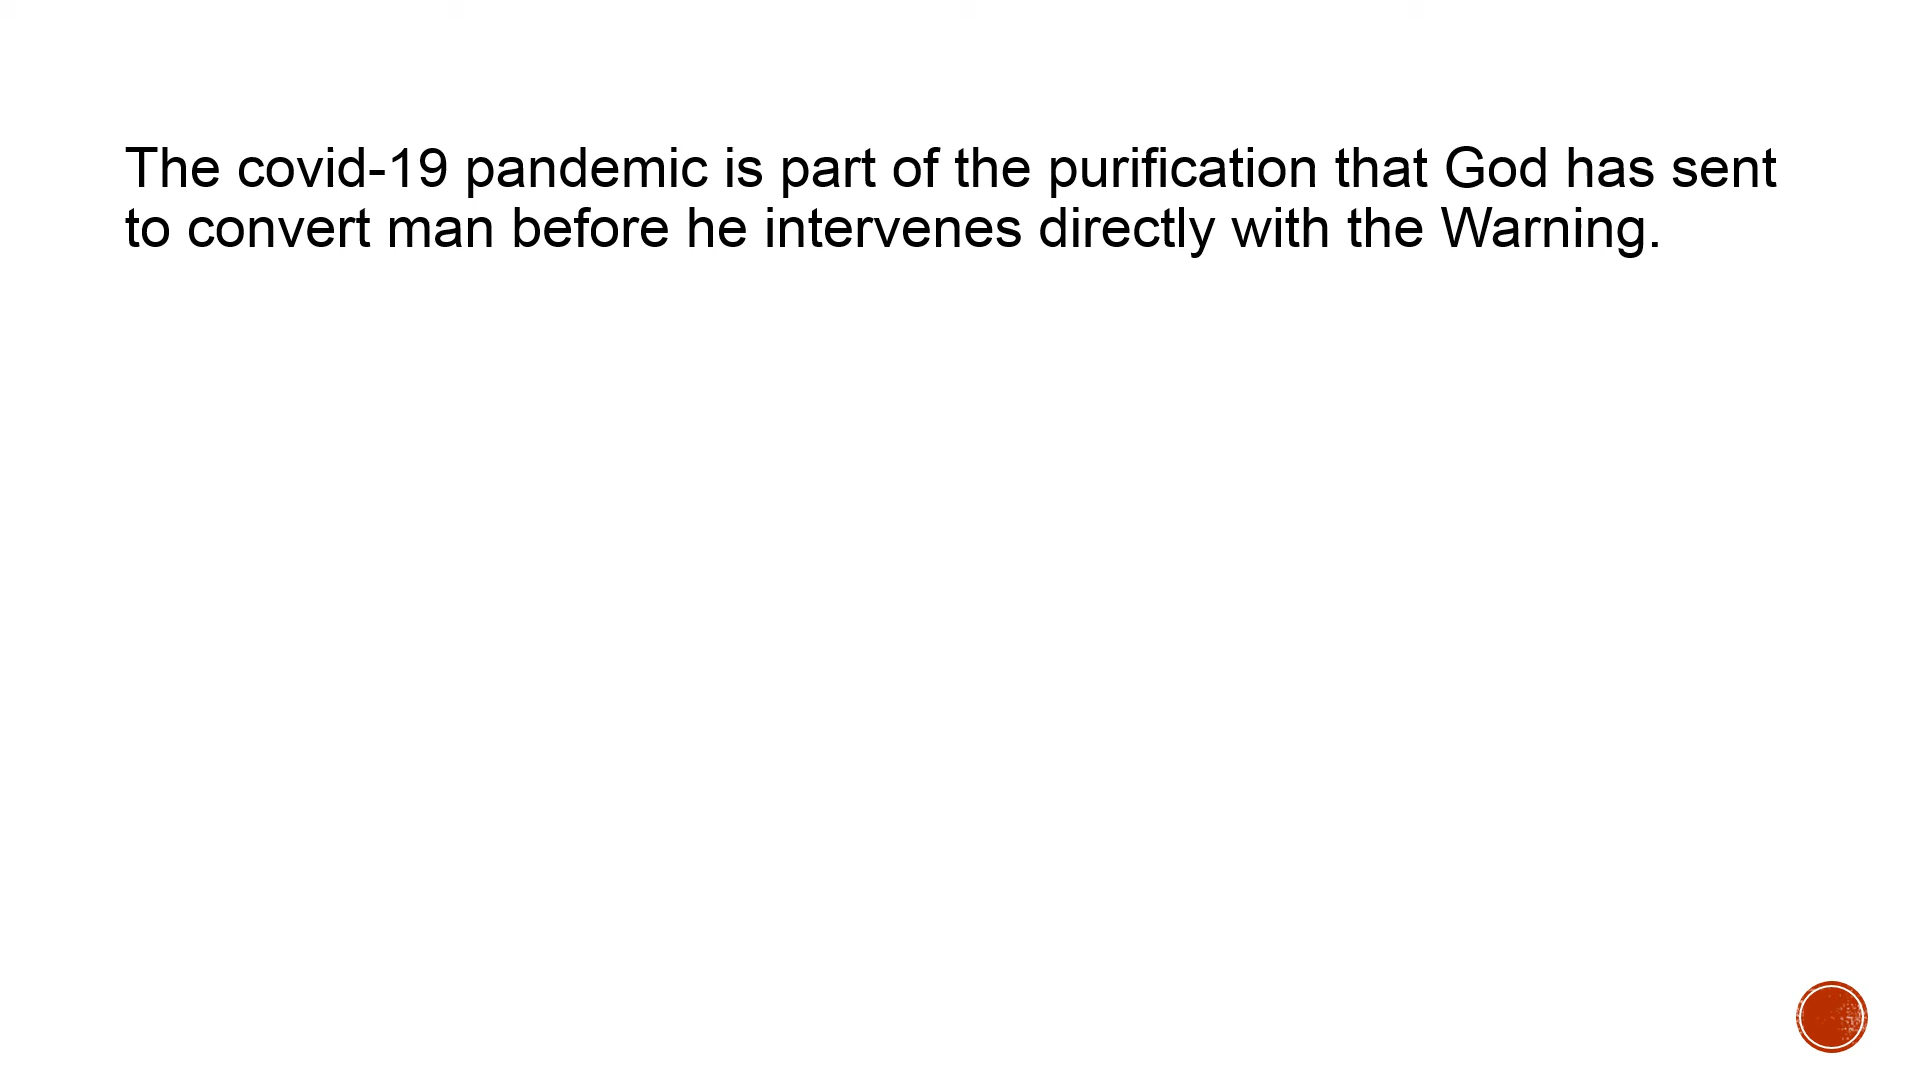 The covid-19 pandemic is part of the purification that God has sent
to convert man before he intervenes directly with the Warning.